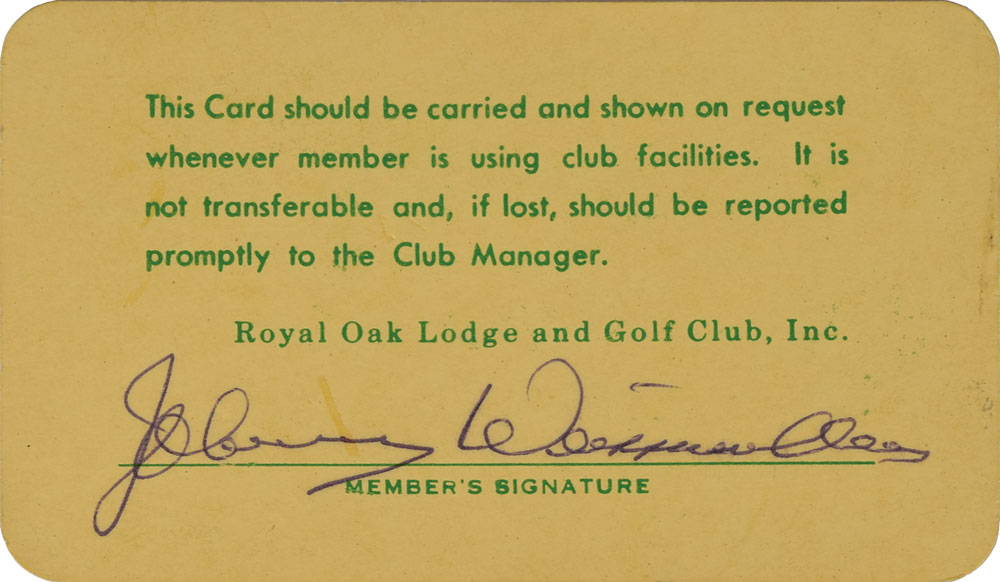 This Card should be carried and shown on request
whenever member is using club facilities. It is
not transferable and, if lost, should be reported
promptly to the Club Manager.
Royal Oak Lodge and Golf Club, Inc.
Johnny Weissmuller
MEMBER'S SIGNATURE